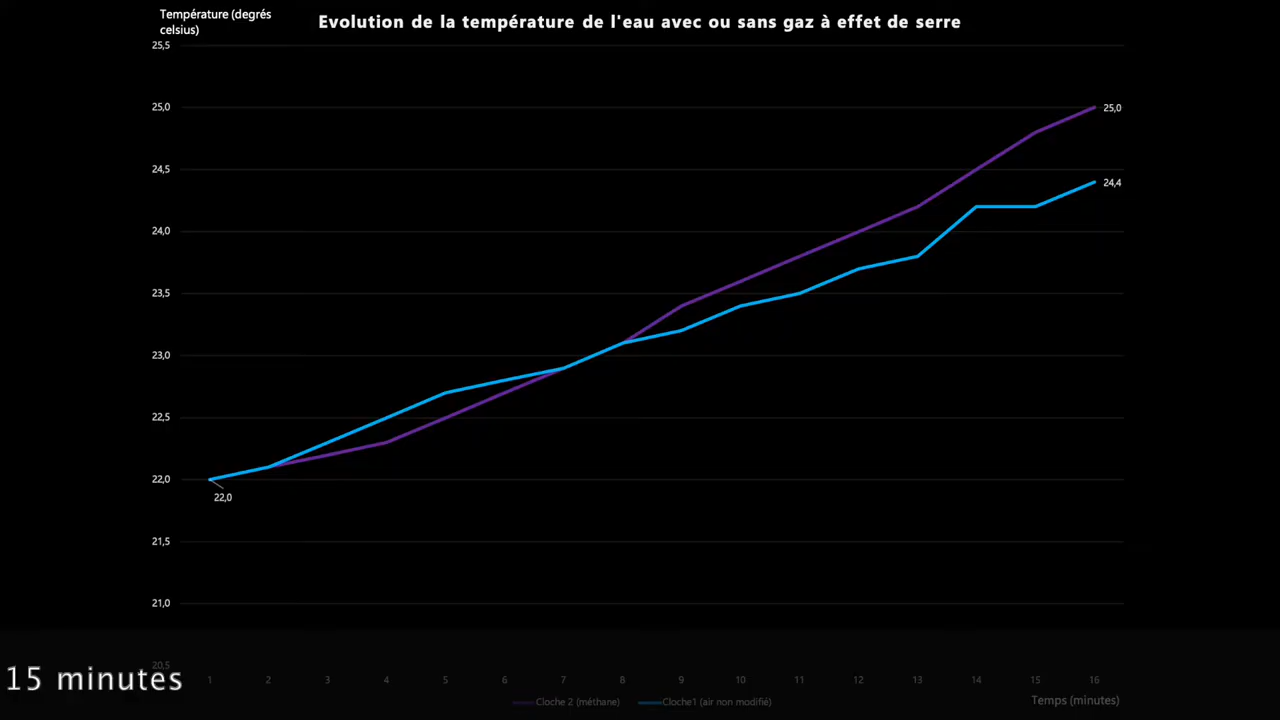 Température (degrés
celsius)
Evolution de la température de l'eau avec ou sans gaz à effet de serre
25,5
25,0
24,5
24,0
23,5
23,0
22,5
22,0
21,5
21,0
20,5
25,0
24,4
22,0
15 minutes
1 2 3 4 5 6 7 8 9 10 11 12 13 14 15 16
Temps (minutes)
Cloche 2 (méthane) Cloche1 (air non modifié)